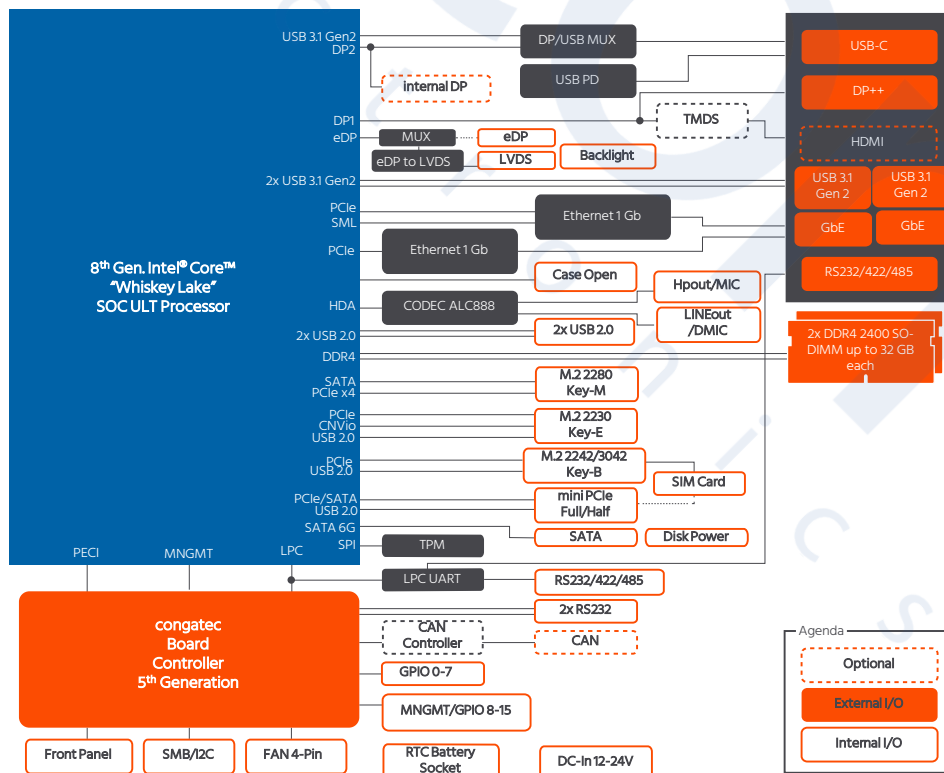 USB 3.1 Gen2
DP2
DP/USB MUX
USB-C
USB PD
internal DP
DP++
DP1
TMDS
eDP
MUX
eDP
HDMI
eDP to LVDS
LVDS
Backlight
2x USB 3.1 Gen2
USB 3.1
Gen 2
USB 3.1
Gen 2
PCIe
SML
Ethernet 1 Gb
GbE
GbE
PCIe
Ethernet 1 Gb
8th Gen. Intel® Core™
“Whiskey Lake”
SOC ULT Processor
Case Open
RS232/422/485
HDA
CODEC ALC888
Hpout/MIC
LINEout
/DMIC
2x USB 2.0
2x USB 2.0
2x DDR4 2400 SO-
DIMM up to 32 GB
each
DDR4
SATA
PCIe x4
M.2 2280
Key-M
PCIe
CNVio
USB 2.0
M.2 2230
Key-E
PCIe
USB 2.0
M.2 2242/3042
Key-B
SIM Card
PCIe/SATA
USB 2.0
mini PCIe
Full/Half
SATA 6G
SATA
Disk Power
SPI
TPM
PECI
MNGMT
LPC
LPC UART
RS232/422/485
2x RS232
congatec
Board
Controller
5th Generation
CAN
Controller
CAN
GPIO 0-7
MNGMT/GPIO 8-15
Agenda
Optional
External I/O
Internal I/O
Front Panel
SMB/I2C
FAN 4-Pin
RTC Battery
Socket
DC-In 12-24V